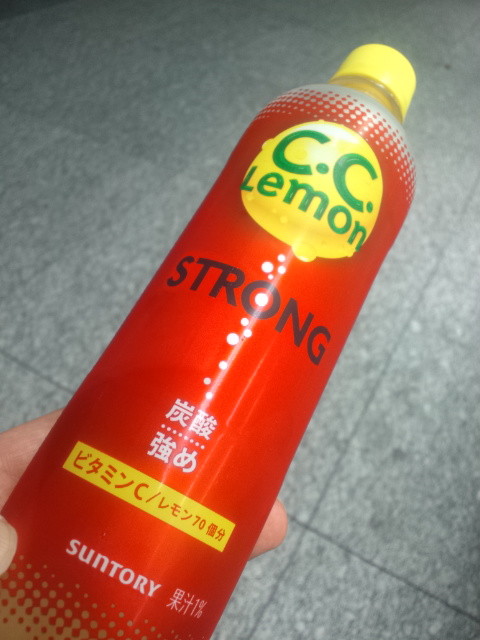 C.C.
Lemon
STRONG
炭酸
強め
ビタミンC/レモン70個分
SUNTORY 果汁1%